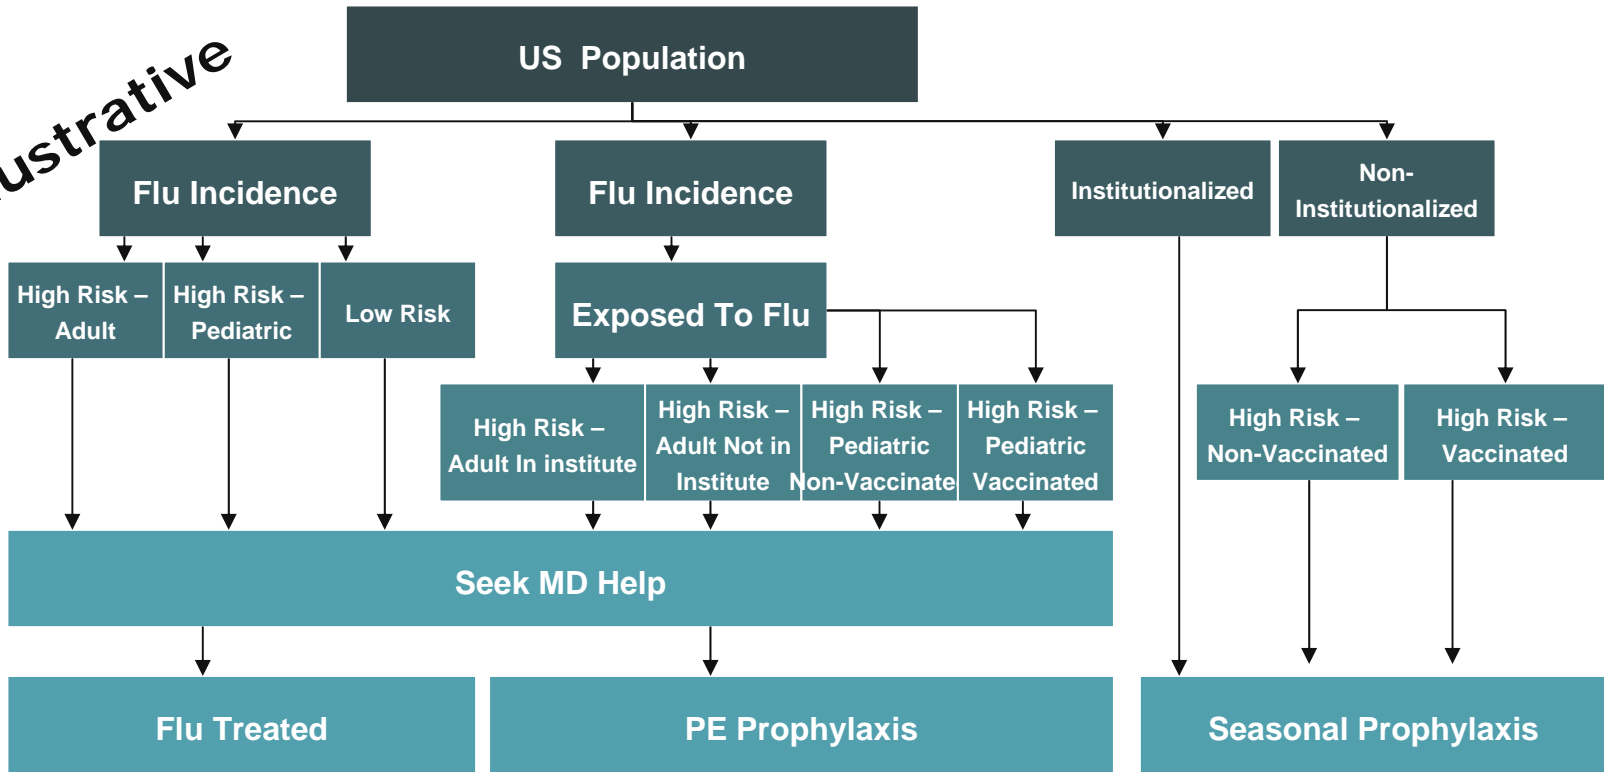 US Population
ustrative
Flu Incidence
Flu Incidence
Institutionalized
Non-
Institutionalized
High Risk –
Adult
High Risk –
Pediatric
Low Risk
Exposed To Flu
High Risk –
Adult In institute
High Risk –
Adult Not in
Institute
High Risk –
Pediatric
Non-Vaccinate
High Risk –
Pediatric
Vaccinated
High Risk –
Non-Vaccinated
High Risk –
Vaccinated
Seek MD Help
Flu Treated
PE Prophylaxis
Seasonal Prophylaxis